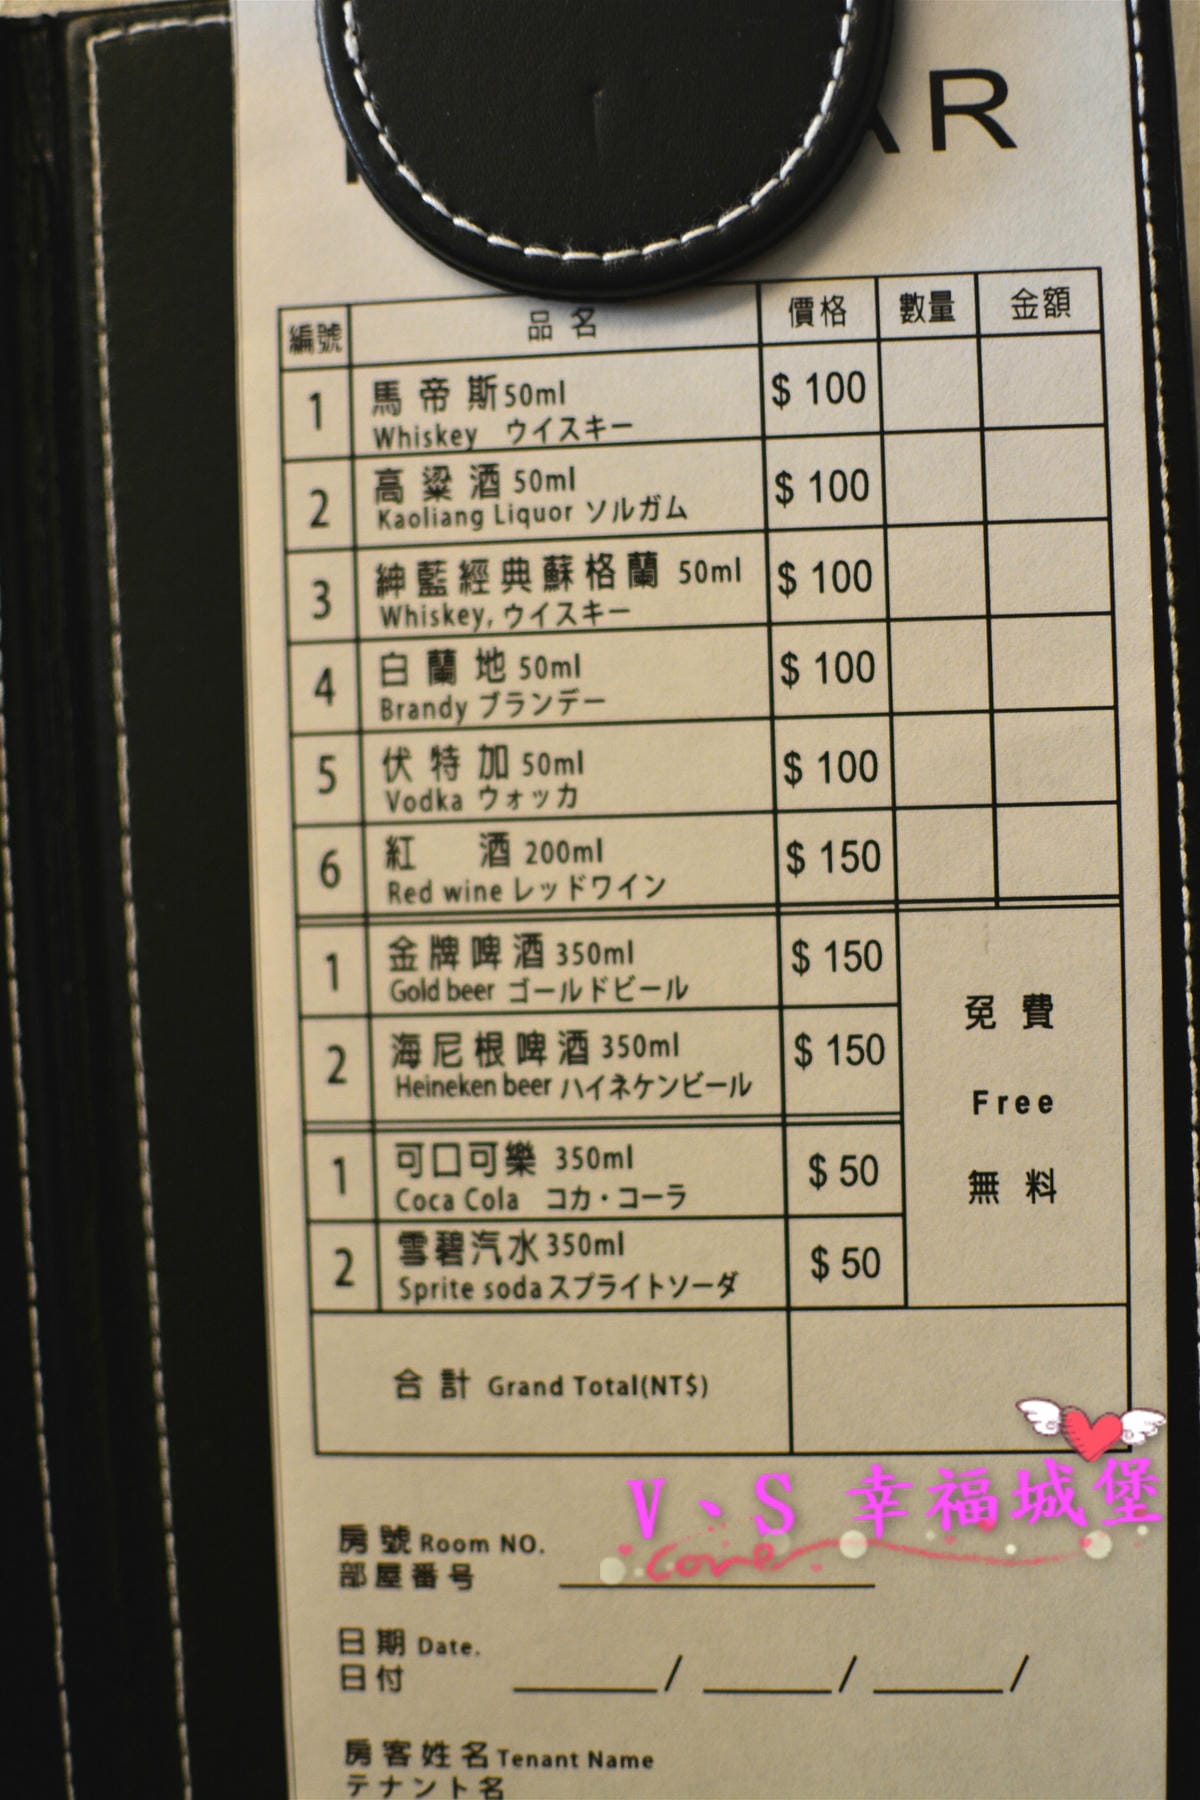 AR
編號 品名 價格 數量 金額
1 馬帝斯50ml $ 100
Whiskey ウイスキー
2 高粱酒 50ml $ 100
Kaoliang Liquor ソルガム
3 紳藍經典蘇格蘭 50ml $ 100
Whiskey, ウイスキー
4 白蘭地 50ml $ 100
Brandy ブランデー
5 伏特加 50ml $ 100
Vodka ウォッカ
6 紅酒 200ml $ 150
Red wine レッドワイン
1 金牌啤酒 350ml $ 150
Gold beer ゴールドビール
2 海尼根啤酒 350ml $ 150
Heineken beer ハイネケンビール
1 可口可樂 350ml $ 50
Coca Cola コカ・コーラ
2 雪碧汽水350ml $ 50
Sprite soda スプライトソーダ
免費
Free
無料
合計 Grand Total(NT$)
V、S 幸福城堡
Love
房號 Room NO.
部屋番号
日期 Date.
日付 / / /
房客姓名 Tenant Name
テナント名